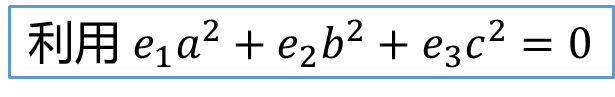 利用 e₁a² + e₂b² + e₃c² = 0